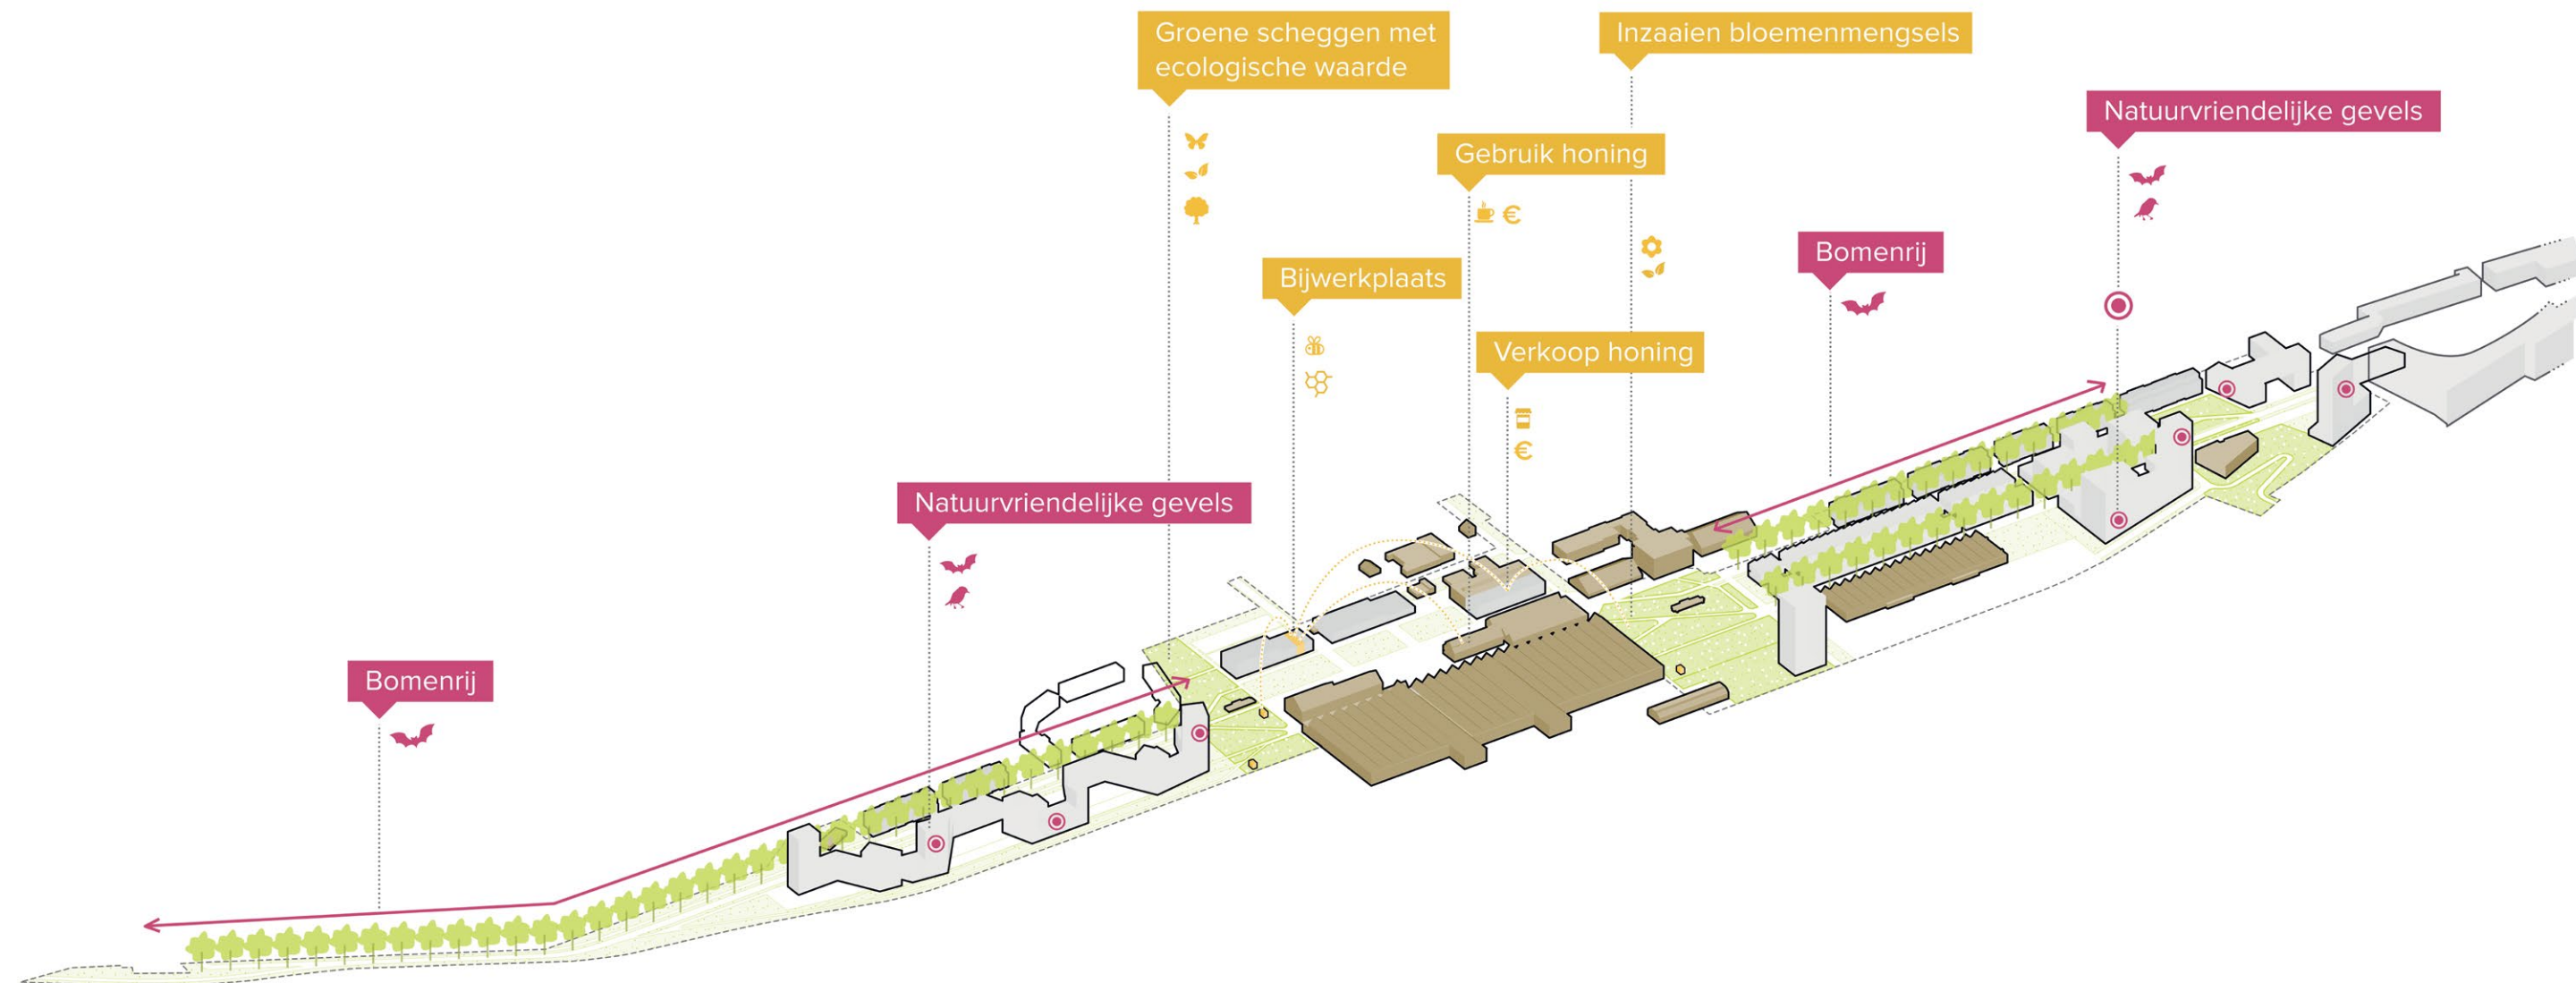 Groene scheggen met
ecologische waarde
Inzaaien bloemenmengsels
Natuurvriendelijke gevels
Gebruik honing
€
Bomenrij
Bijwerkplaats
Verkoop honing
€
Natuurvriendelijke gevels
Bomenrij